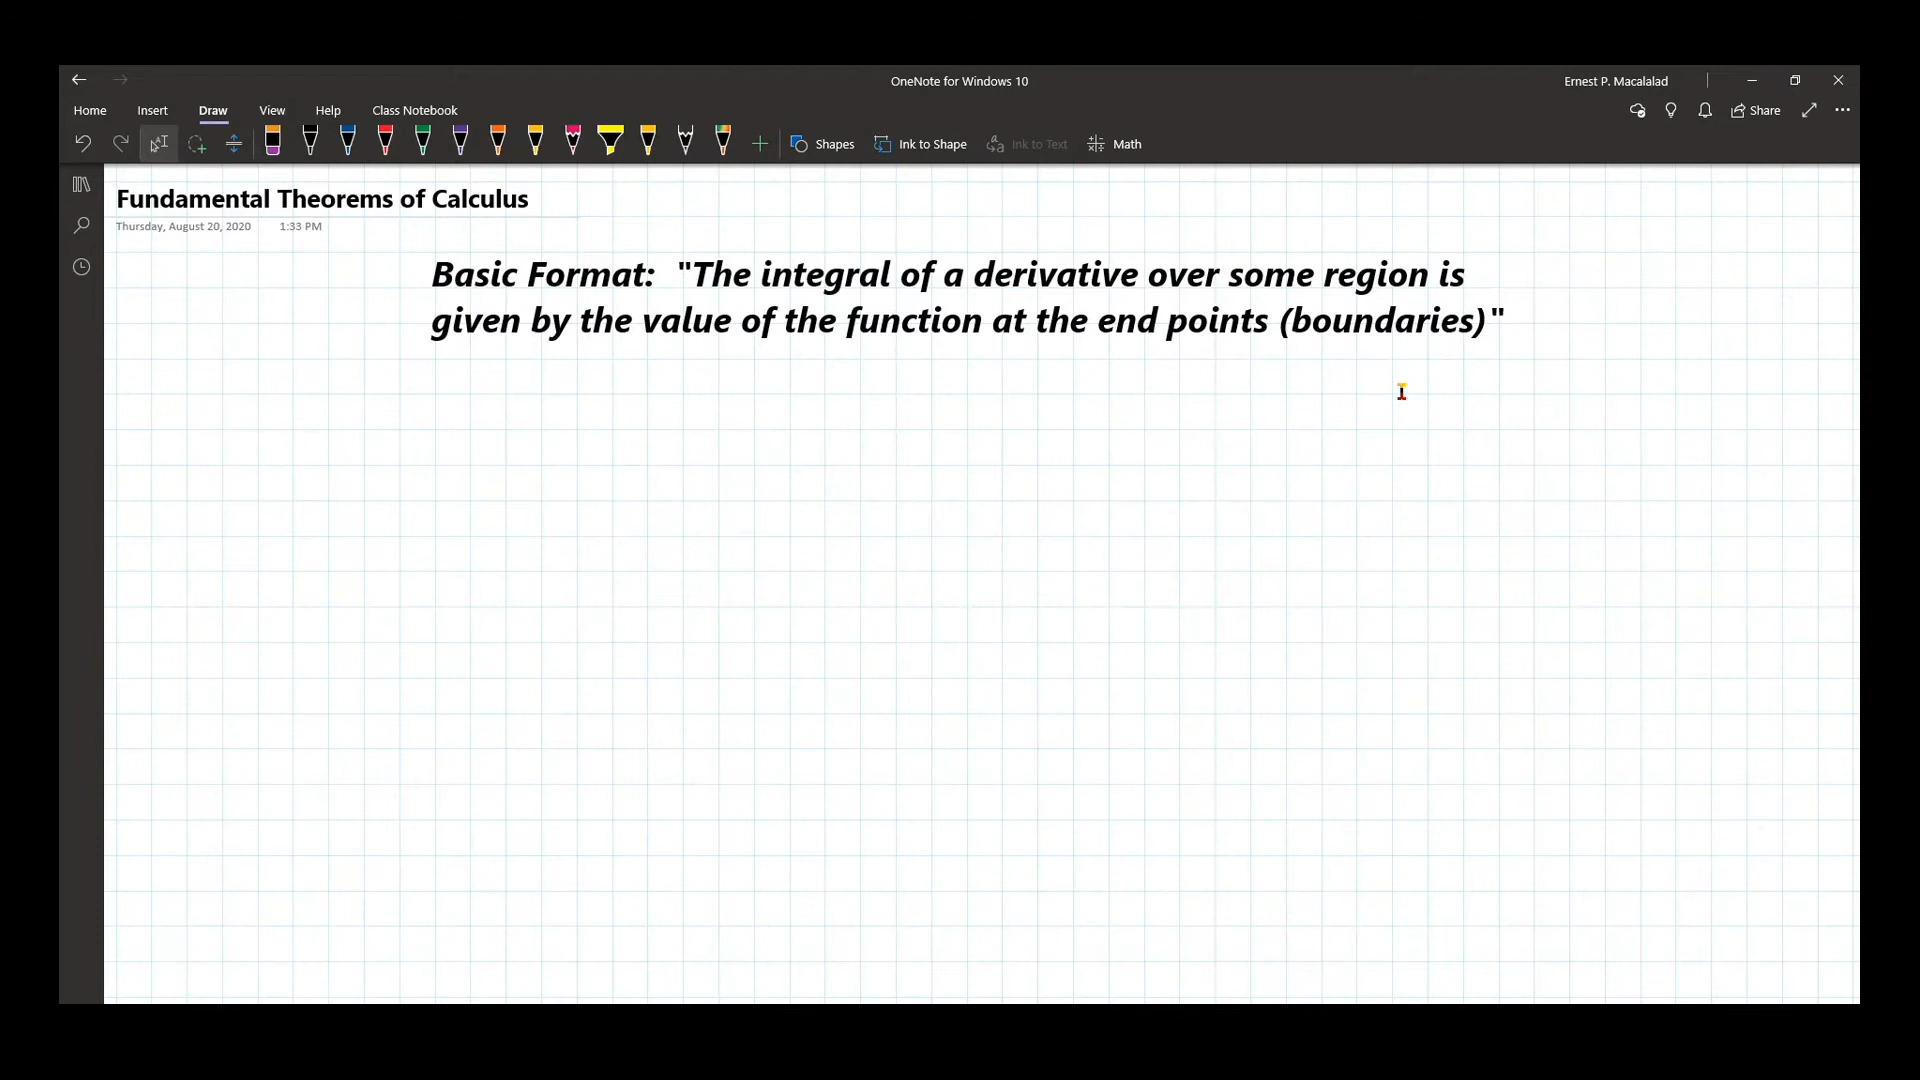 OneNote for Windows 10
Ernest P. Macalalad
Home Insert Draw View Help Class Notebook
Share
Shapes Ink to Shape Ink to Text Math
Fundamental Theorems of Calculus
Thursday, August 20, 2020 1:33 PM
Basic Format: "The integral of a derivative over some region is
given by the value of the function at the end points (boundaries)"